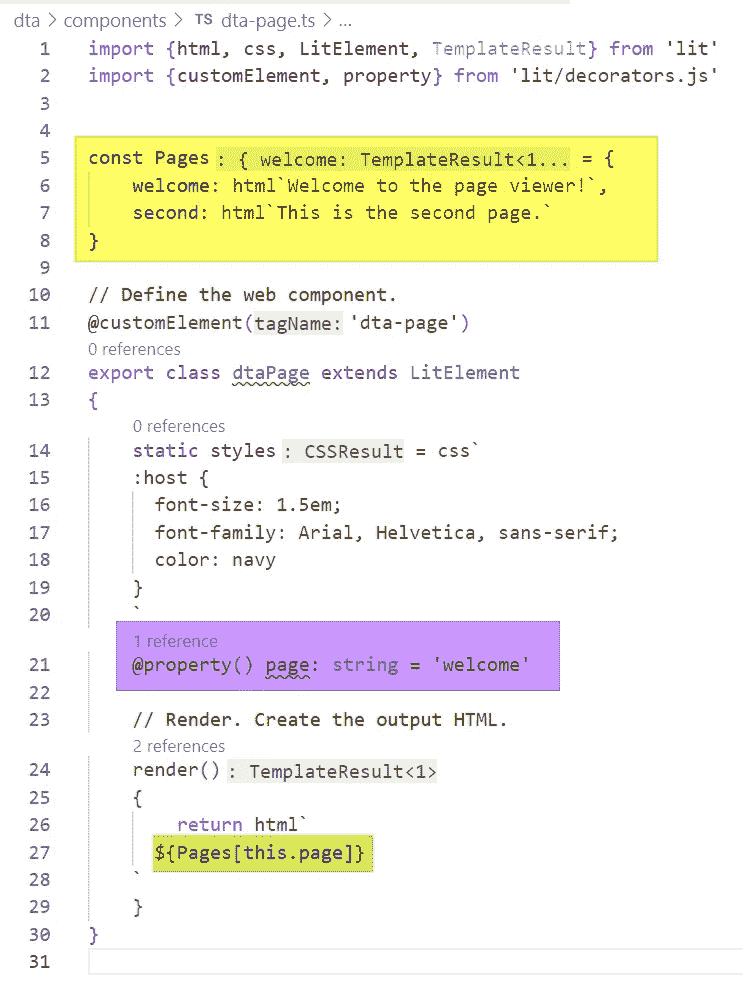 dta > components > TS dta-page.ts > ...
1 import {html, css, LitElement, TemplateResult} from 'lit'
2 import {customElement, property} from 'lit/decorators.js'
3
4
5 const Pages : { welcome: TemplateResult<1... = {
6 welcome: html`Welcome to the page viewer!`,
7 second: html`This is the second page.`
8 }
9
10 // Define the web component.
11 @customElement(tagName: 'dta-page')
0 references
12 export class dtaPage extends LitElement
13 {
0 references
14 static styles : CSSResult = css`
15 :host {
16 font-size: 1.5em;
17 font-family: Arial, Helvetica, sans-serif;
18 color: navy
19 }
20 `
1 reference
21 @property() page: string = 'welcome'
22
23 // Render. Create the output HTML.
2 references
24 render() : TemplateResult<1>
25 {
26 return html`
27 ${Pages[this.page]}
28 `
29 }
30 }
31